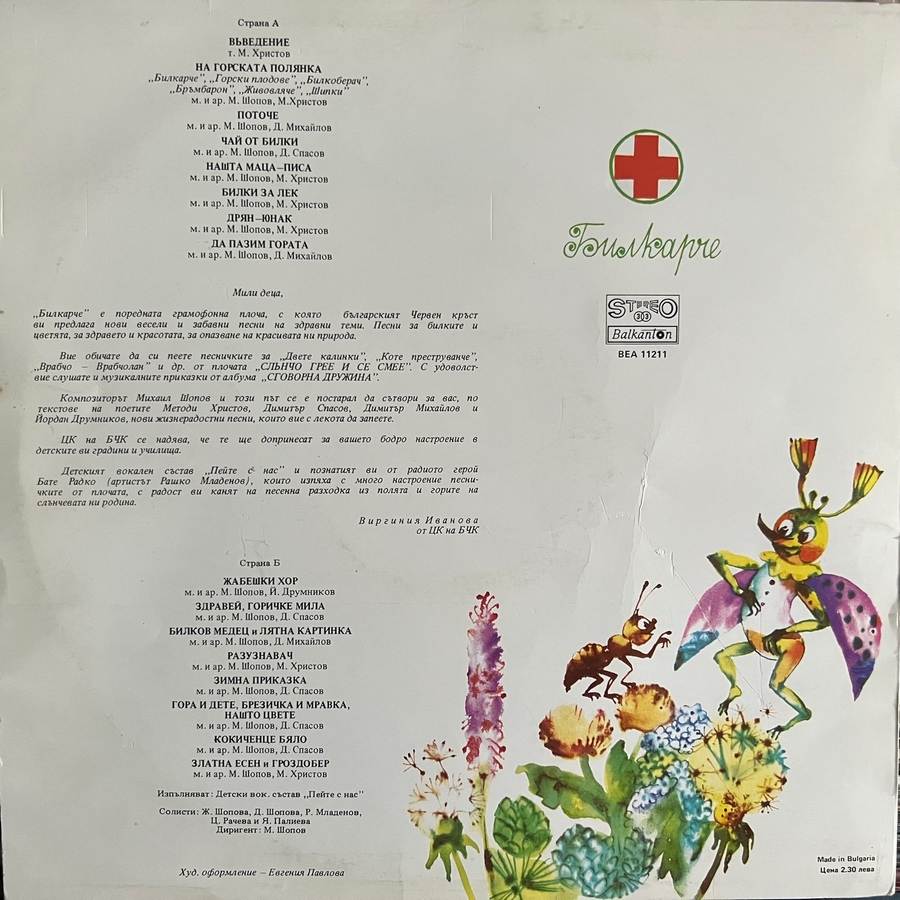 Страна А
ВЪВЕДЕНИЕ
т. М. Христов
НА ГОРСКАТА ПОЛЯНКА
„Билкарче”, „Горски плодове”, „Билкоберач”,
„Бръмбарон”, „Живовляче”, „Шипки”
м. и ар. М. Шопов, М.Христов
ПОТОЧЕ
м. и ар. М. Шопов, Д. Михайлов
ЧАЙ ОТ БИЛКИ
м. и ар. М. Шопов, Д. Спасов
НАШТА МАЦА–ПИСА
м. и ар. М. Шопов, М. Христов
БИЛКИ ЗА ЛЕК
м. и ар. М. Шопов, М. Христов
ДРЯН–ЮНАК
м. и ар. М. Шопов, М. Христов
ДА ПАЗИМ ГОРАТА
м. и ар. М. Шопов, Д. Михайлов
Мили деца,
„Билкарче” е поредната грамофонна плоча, с която българският Червен кръст
ви предлага нови весели и забавни песни на здравни теми. Песни за билките и
цветята, за здравето и красотата, за опазване на красивата ни природа.
Вие обичате да си пеете песничките за „Двете калинки”, „Коте преструванче”,
„Врабчо – Врабчолан” и др. от плочата „СЛЪНЧО ГРЕЕ И СЕ СМЕЕ”. С удоволст-
вие слушате и музикалните приказки от албума „СГОВОРНА ДРУЖИНА”.
Композиторът Михаил Шопов и този път се е постарал да сътвори за вас, по
текстове на поетите Методи Христов, Димитър Спасов, Димитър Михайлов и
Йордан Друмников, нови жизнерадостни песни, които вие с лекота да запеете.
ЦК на БЧК се надява, че те ще допринесат за вашето бодро настроение в
детските ви градини и училища.
Детският вокален състав „Пейте с нас” и познатият ви от радиото герой
Бате Радко (артистът Рашко Младенов), които изпяха с много настроение песни-
чките от плочата, с радост ви канят на песенна разходка из полята и горите на
слънчевата ни родина.
Виргиния Иванова
от ЦК на БЧК
Страна Б
ЖАБЕШКИ ХОР
м. и ар. М. Шопов, Й. Друмников
ЗДРАВЕЙ, ГОРИЧКЕ МИЛА
м. и ар. М. Шопов, Д. Спасов
БИЛКОВ МЕДЕЦ и ЛЯТНА КАРТИНКА
м. и ар. М. Шопов, Д. Михайлов
РАЗУЗНАВАЧ
м. и ар. М. Шопов, М. Христов
ЗИМНА ПРИКАЗКА
м. и ар. М. Шопов, Д. Спасов
ГОРА И ДЕТЕ, БРЕЗИЧКА И МРАВКА,
НАШТО ЦВЕТЕ
м. и ар. М. Шопов, Д. Спасов
КОКИЧЕНЦЕ БЯЛО
м. и ар. М. Шопов, Д. Спасов
ЗЛАТНА ЕСЕН и ГРОЗДОБЕР
м. и ар. М. Шопов, М. Христов
Изпълняват: Детски вок. състав „Пейте с нас”
Солисти: Ж. Шопова, Д. Шопова, Р. Младенов,
Ц. Рачева и Я. Палиева
Диригент: М. Шопов
Худ. оформление – Евгения Павлова
Билкарче
STEREO
33
Balkanton
ВЕА 11211
Made in Bulgaria
Цена 2.30 лева